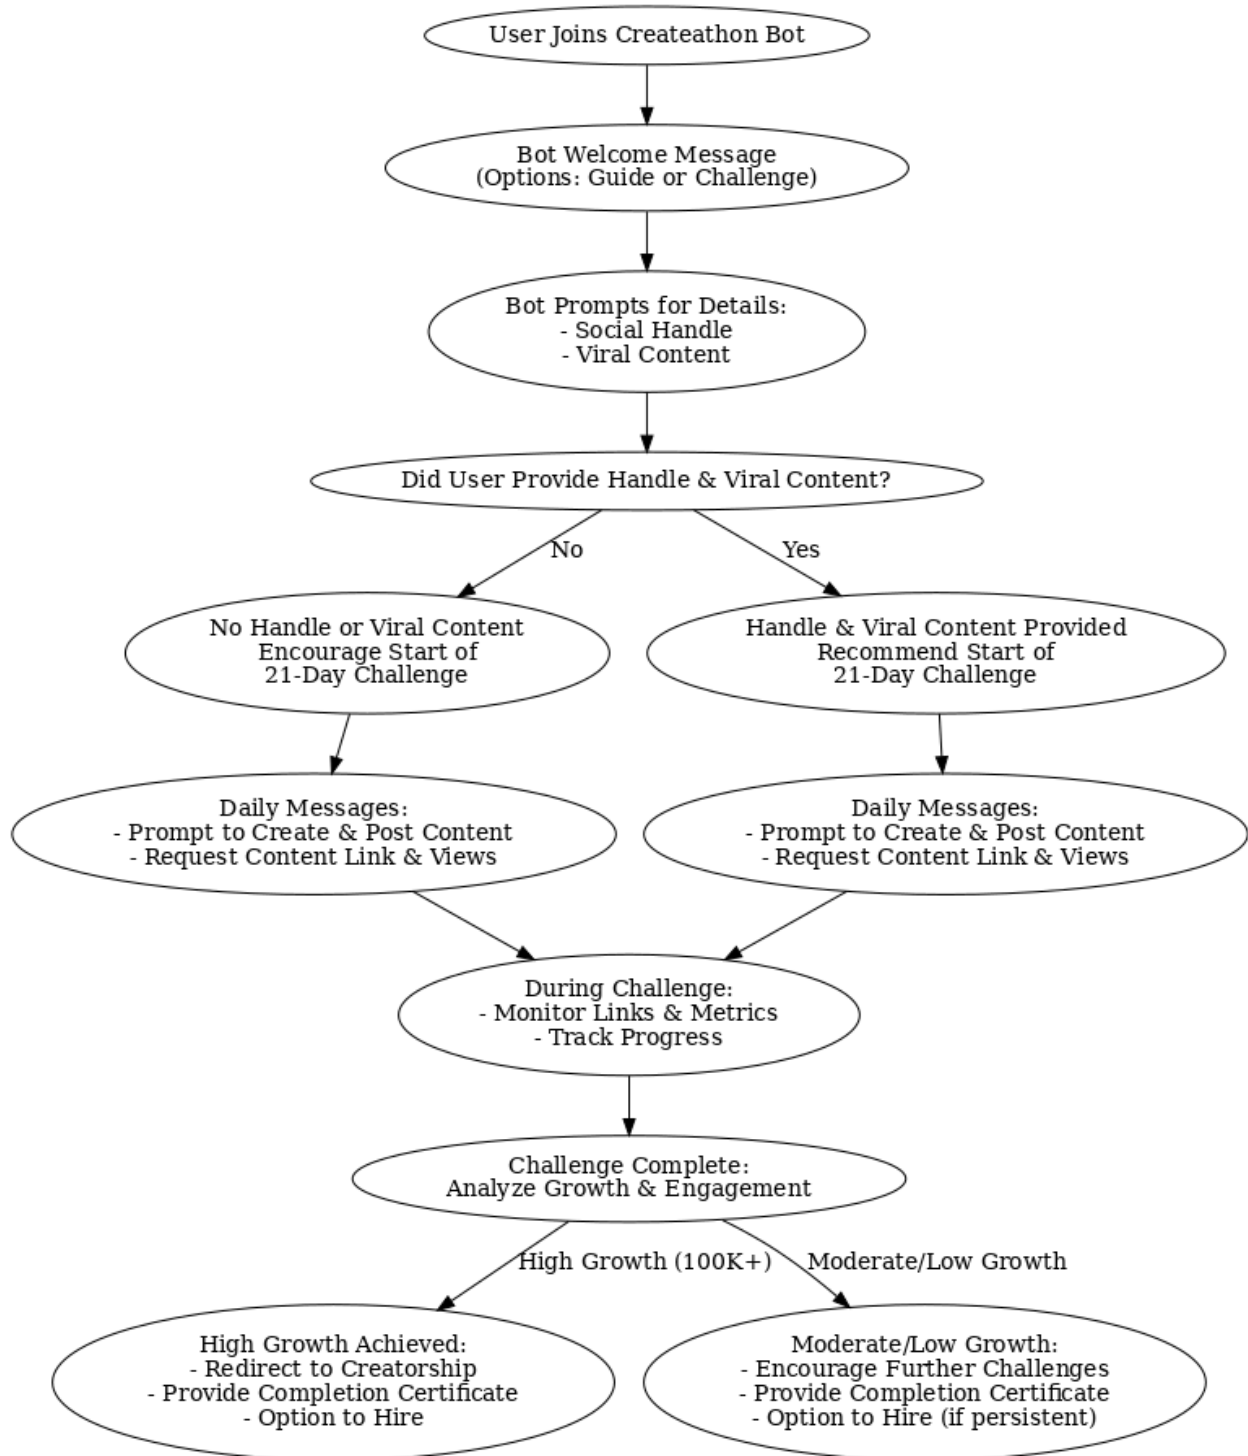 User Joins Createathon Bot
Bot Welcome Message
(Options: Guide or Challenge)
Bot Prompts for Details:
- Social Handle
- Viral Content
Did User Provide Handle & Viral Content?
No
Yes
No Handle or Viral Content
Encourage Start of
21-Day Challenge
Handle & Viral Content Provided
Recommend Start of
21-Day Challenge
Daily Messages:
- Prompt to Create & Post Content
- Request Content Link & Views
Daily Messages:
- Prompt to Create & Post Content
- Request Content Link & Views
During Challenge:
- Monitor Links & Metrics
- Track Progress
Challenge Complete:
Analyze Growth & Engagement
High Growth (100K+)
Moderate/Low Growth
High Growth Achieved:
- Redirect to Creatorship
- Provide Completion Certificate
- Option to Hire
Moderate/Low Growth:
- Encourage Further Challenges
- Provide Completion Certificate
- Option to Hire (if persistent)